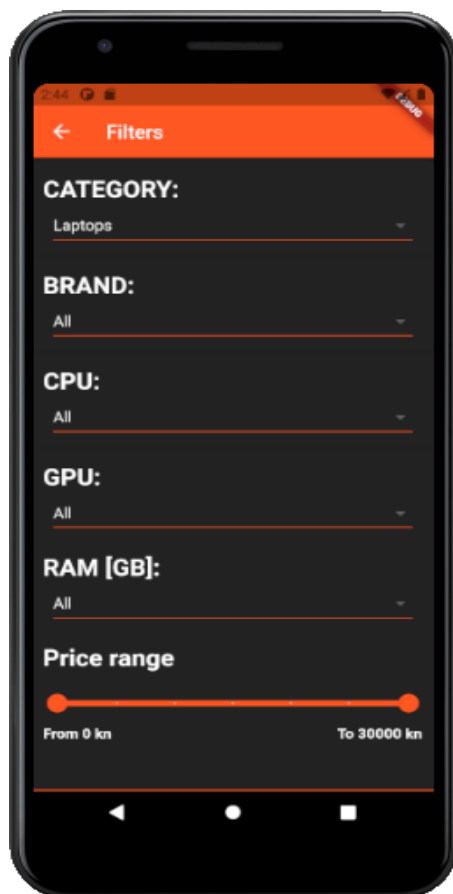 2:44
DEBUG
Filters
CATEGORY:
Laptops
BRAND:
All
CPU:
All
GPU:
All
RAM [GB]:
All
Price range
From 0 kn
To 30000 kn